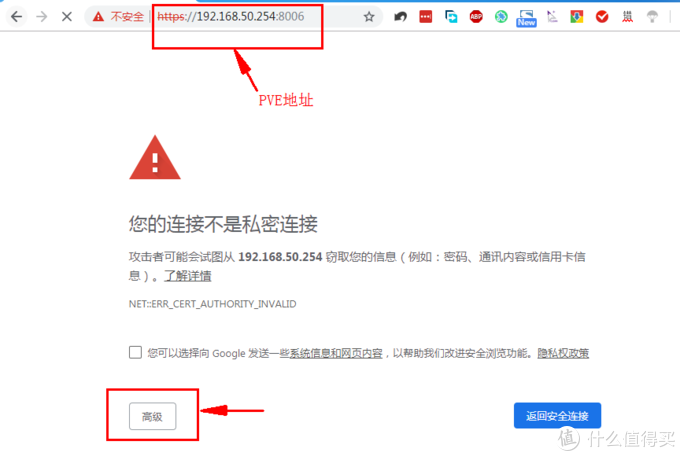 不安全 | https://192.168.50.254:8006
ABP
New
PVE地址
您的连接不是私密连接
攻击者可能会试图从 192.168.50.254 窃取您的信息（例如：密码、通讯内容或信用卡信
息）。了解详情
NET::ERR_CERT_AUTHORITY_INVALID
您可以选择向 Google 发送一些系统信息和网页内容，以帮助我们改进安全浏览功能。隐私权政策
高级
返回安全连接
值 什么值得买